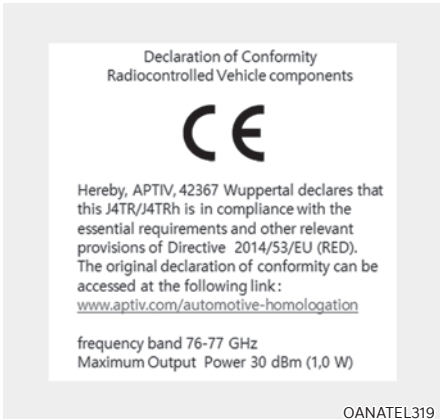 Declaration of Conformity
Radiocontrolled Vehicle components
CE
Hereby, APTIV, 42367 Wuppertal declares that
this J4TR/J4TRh is in compliance with the
essential requirements and other relevant
provisions of Directive 2014/53/EU (RED).
The original declaration of conformity can be
accessed at the following link:
www.aptiv.com/automotive-homologation
frequency band 76-77 GHz
Maximum Output Power 30 dBm (1,0 W)
OANATEL319